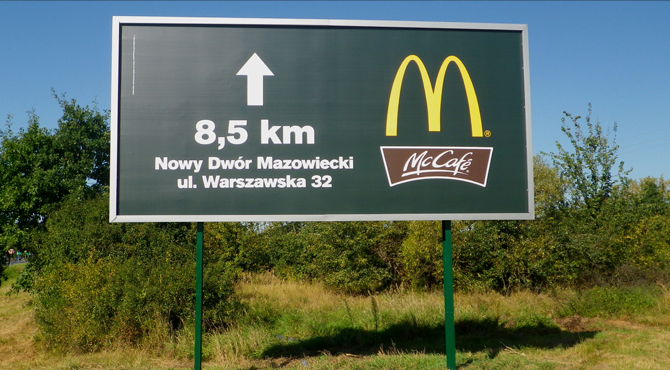 8,5 km
Nowy Dwór Mazowiecki
ul. Warszawska 32
McCafé